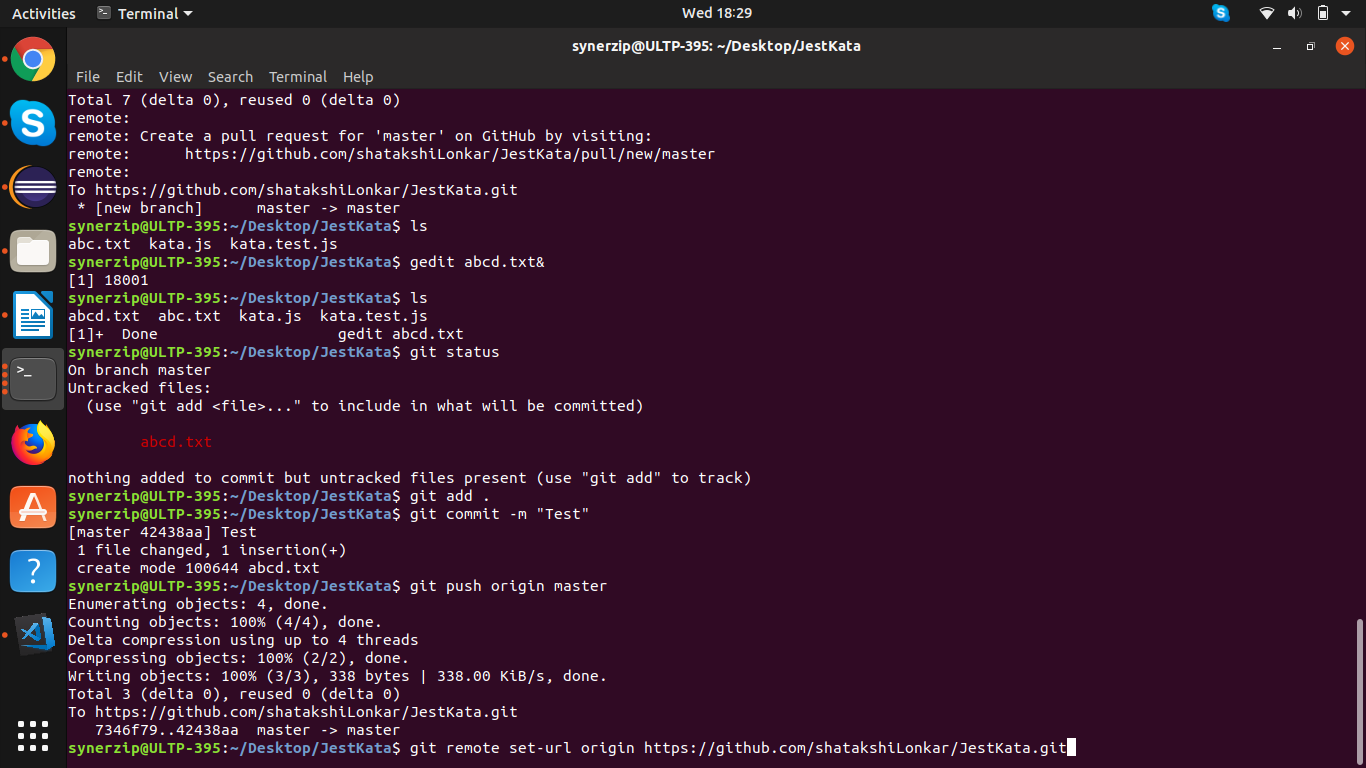 Activities Terminal Wed 18:29
synerzip@ULTP-395: ~/Desktop/JestKata
File Edit View Search Terminal Help
Total 7 (delta 0), reused 0 (delta 0)
remote:
remote: Create a pull request for 'master' on GitHub by visiting:
remote:      https://github.com/shatakshiLonkar/JestKata/pull/new/master
remote:
To https://github.com/shatakshiLonkar/JestKata.git
 * [new branch]      master -> master
synerzip@ULTP-395:~/Desktop/JestKata$ ls
abc.txt  kata.js  kata.test.js
synerzip@ULTP-395:~/Desktop/JestKata$ gedit abcd.txt&
[1] 18001
synerzip@ULTP-395:~/Desktop/JestKata$ ls
abcd.txt  abc.txt  kata.js  kata.test.js
[1]+  Done                    gedit abcd.txt
synerzip@ULTP-395:~/Desktop/JestKata$ git status
On branch master
Untracked files:
  (use "git add <file>..." to include in what will be committed)
        abcd.txt
nothing added to commit but untracked files present (use "git add" to track)
synerzip@ULTP-395:~/Desktop/JestKata$ git add .
synerzip@ULTP-395:~/Desktop/JestKata$ git commit -m "Test"
[master 42438aa] Test
 1 file changed, 1 insertion(+)
 create mode 100644 abcd.txt
synerzip@ULTP-395:~/Desktop/JestKata$ git push origin master
Enumerating objects: 4, done.
Counting objects: 100% (4/4), done.
Delta compression using up to 4 threads
Compressing objects: 100% (2/2), done.
Writing objects: 100% (3/3), 338 bytes | 338.00 KiB/s, done.
Total 3 (delta 0), reused 0 (delta 0)
To https://github.com/shatakshiLonkar/JestKata.git
   7346f79..42438aa  master -> master
synerzip@ULTP-395:~/Desktop/JestKata$ git remote set-url origin https://github.com/shatakshiLonkar/JestKata.git